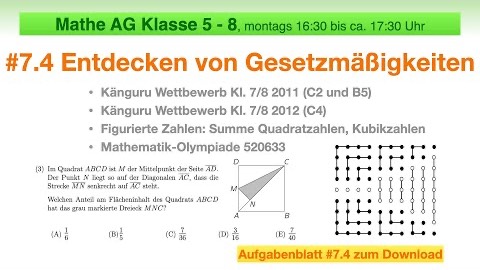 Mathe AG Klasse 5 - 8, montags 16:30 bis ca. 17:30 Uhr
#7.4 Entdecken von Gesetzmäßigkeiten
• Känguru Wettbewerb Kl. 7/8 2011 (C2 und B5)
• Känguru Wettbewerb Kl. 7/8 2012 (C4)
• Figurierte Zahlen: Summe Quadratzahlen, Kubikzahlen
• Mathematik-Olympiade 520633
(3) Im Quadrat ABCD ist M der Mittelpunkt der Seite AD.
Der Punkt N liegt so auf der Diagonalen AC, dass die
Strecke MN senkrecht auf AC steht.
Welchen Anteil am Flächeninhalt des Quadrats ABCD
hat das grau markierte Dreieck MNC?
D C
M
N
A B
(A) 1/6 (B) 1/5 (C) 7/36 (D) 3/16 (E) 7/40
Aufgabenblatt #7.4 zum Download